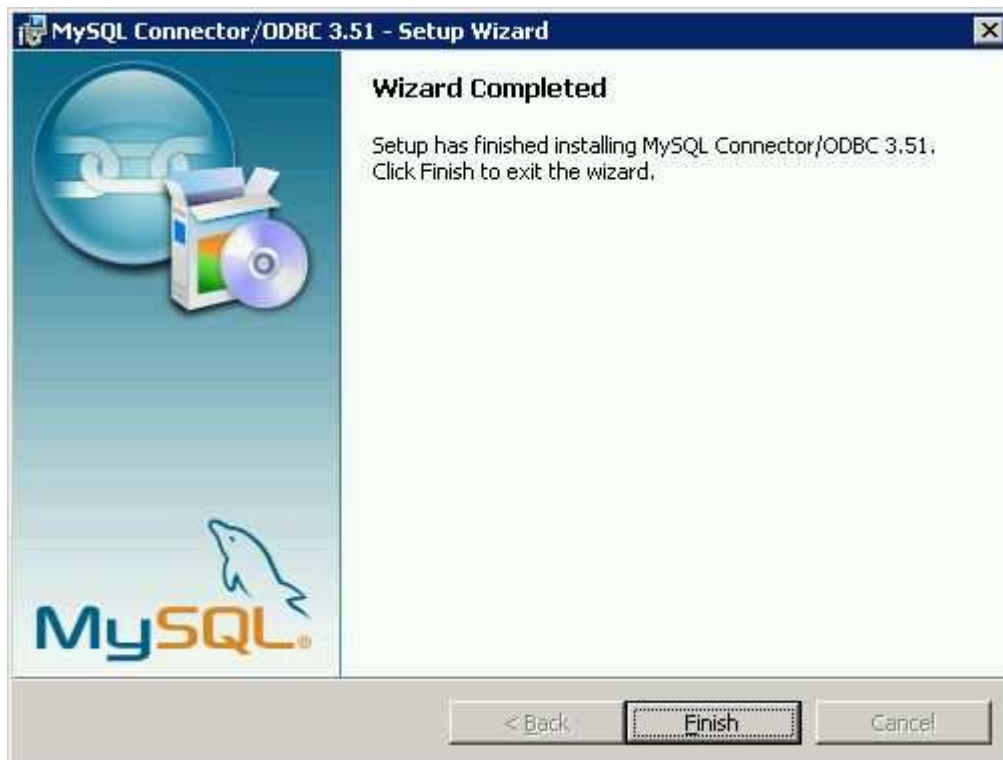 MySQL Connector/ODBC 3.51 - Setup Wizard
Wizard Completed
Setup has finished installing MySQL Connector/ODBC 3.51.
Click Finish to exit the wizard.
MySQL®
< Back
Finish
Cancel